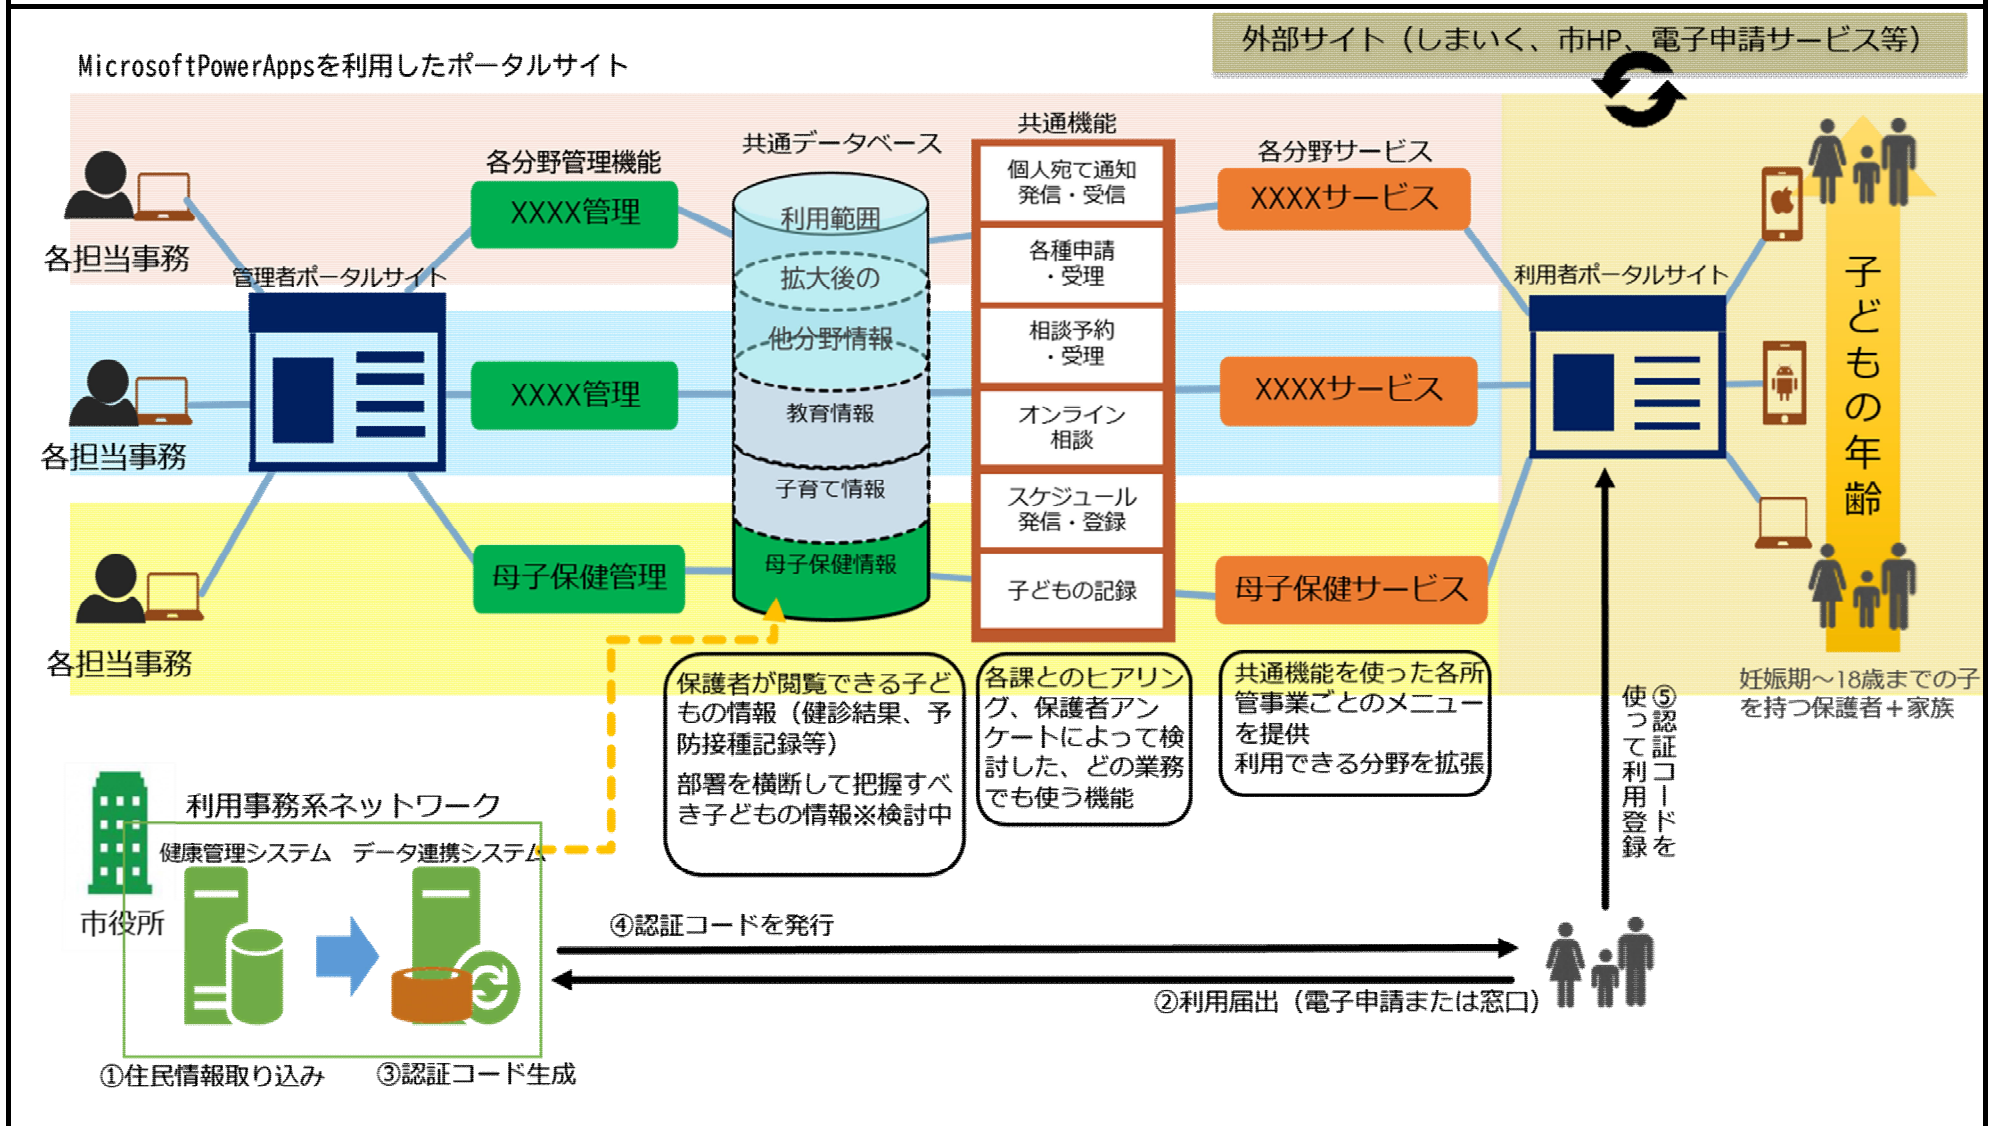 外部サイト（しまいく、市HP、電子申請サービス等）
MicrosoftPowerAppsを利用したポータルサイト
各担当事務
各担当事務
各担当事務
管理者ポータルサイト
各分野管理機能
XXXX管理
XXXX管理
母子保健管理
共通データベース
利用範囲
拡大後の
他分野情報
教育情報
子育て情報
母子保健情報
共通機能
個人宛て通知
発信・受信
各種申請
・受理
相談予約
・受理
オンライン
相談
スケジュール
発信・登録
子どもの記録
各分野サービス
XXXXサービス
XXXXサービス
母子保健サービス
利用者ポータルサイト
子どもの年齢
妊娠期～18歳までの子
を持つ保護者＋家族
保護者が閲覧できる子ど
もの情報（健診結果、予
防接種記録等）
部署を横断して把握すべ
き子どもの情報※検討中
各課とのヒアリン
グ、保護者アン
ケートによって検
討した、どの業務
でも使う機能
共通機能を使った各所
管事業ごとのメニュー
を提供
利用できる分野を拡張
⑤認証コードを
使って利用登録
市役所
利用事務系ネットワーク
健康管理システム
データ連携システム
①住民情報取り込み
③認証コード生成
④認証コードを発行
②利用届出（電子申請または窓口）